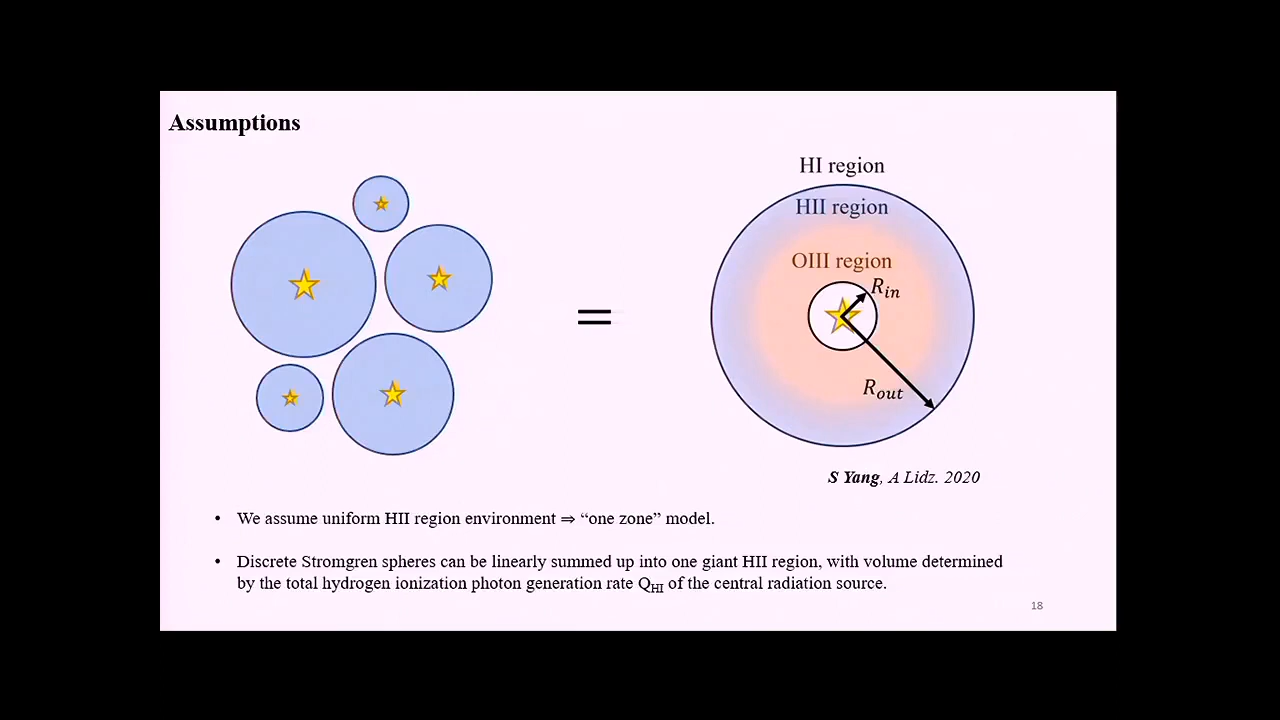 Assumptions
HI region
HII region
OIII region
R_in
=
R_out
S Yang, A Lidz. 2020
• We assume uniform HII region environment ⇒ “one zone” model.
• Discrete Stromgren spheres can be linearly summed up into one giant HII region, with volume determined
by the total hydrogen ionization photon generation rate Q_HI of the central radiation source.
18